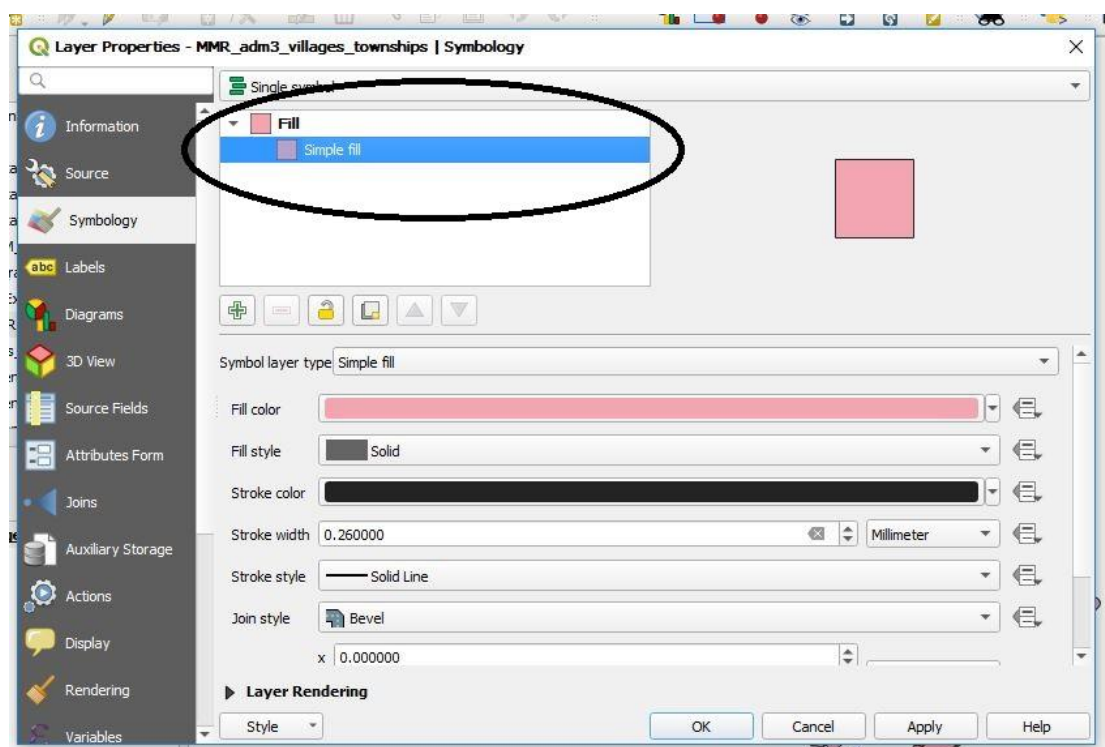 Layer Properties - MMR_adm3_villages_townships | Symbology
Single symbol
Information
Source
Symbology
Labels
Diagrams
3D View
Source Fields
Attributes Form
Joins
Auxiliary Storage
Actions
Display
Rendering
Variables
abc
Fill
Simple fill
Symbol layer type Simple fill
Fill color
Fill style Solid
Stroke color
Stroke width 0.260000 Millimeter
Stroke style Solid Line
Join style Bevel
x 0.000000
Layer Rendering
Style OK Cancel Apply Help